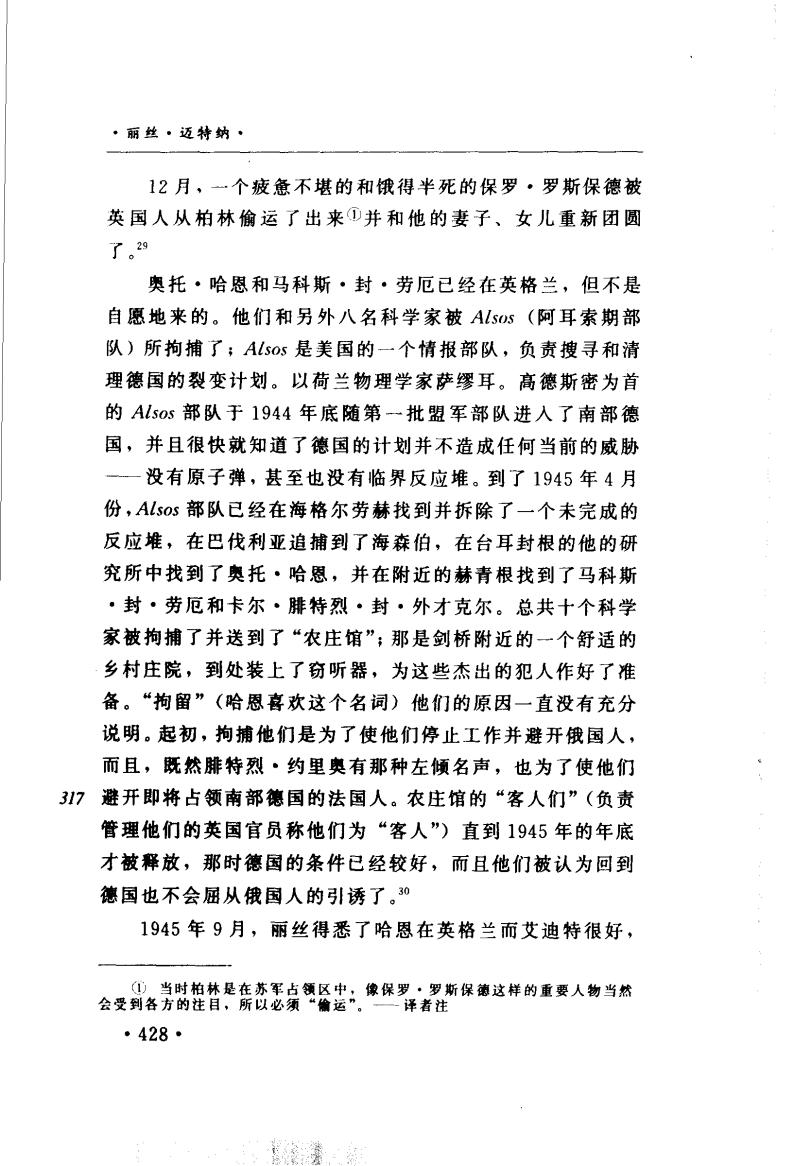 ·丽丝·迈特纳·
12月，一个疲惫不堪的和饿得半死的保罗·罗斯保德被
英国人从柏林偷运了出来①并和他的妻子、女儿重新团圆
了。29
奥托·哈恩和马科斯·封·劳厄已经在英格兰，但不是
自愿地来的。他们和另外八名科学家被 Alsos（阿耳索期部
队）所拘捕了；Alsos 是美国的一个情报部队，负责搜寻和清
理德国的裂变计划。以荷兰物理学家萨缪耳。高德斯密为首
的 Alsos 部队于 1944 年底随第一批盟军部队进入了南部德
国，并且很快就知道了德国的计划并不造成任何当前的威胁
——没有原子弹，甚至也没有临界反应堆。到了 1945 年 4 月
份，Alsos 部队已经在海格尔劳赫找到并拆除了一个未完成的
反应堆，在巴伐利亚追捕到了海森伯，在台耳封根的他的研
究所中找到了奥托·哈恩，并在附近的赫青根找到了马科斯
·封·劳厄和卡尔·腓特烈·封·外才克尔。总共十个科学
家被拘捕了并送到了“农庄馆”；那是剑桥附近的一个舒适的
乡村庄院，到处装上了窃听器，为这些杰出的犯人作好了准
备。“拘留”（哈恩喜欢这个名词）他们的原因一直没有充分
说明。起初，拘捕他们是为了使他们停止工作并避开俄国人，
而且，既然腓特烈·约里奥有那种左倾名声，也为了使他们
317 避开即将占领南部德国的法国人。农庄馆的“客人们”（负责
管理他们的英国官员称他们为“客人”）直到 1945 年的年底
才被释放，那时德国的条件已经较好，而且他们被认为回到
德国也不会屈从俄国人的引诱了。30
1945 年 9 月，丽丝得悉了哈恩在英格兰而艾迪特很好，
① 当时柏林是在苏军占领区中，像保罗·罗斯保德这样的重要人物当然
会受到各方的注目，所以必须“偷运”。——译者注
·428·